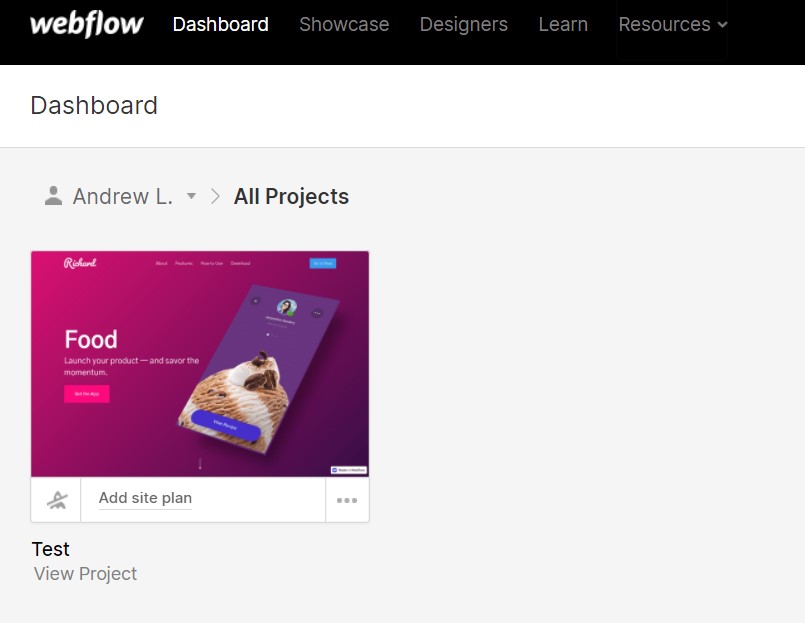 webflow Dashboard Showcase Designers Learn Resources
Dashboard
Andrew L. All Projects
Richard About Features How to Use Download
Food
Launch your product — and savor the
momentum.
Get the App
View Recipe
Made in Webflow
Add site plan
Test
View Project